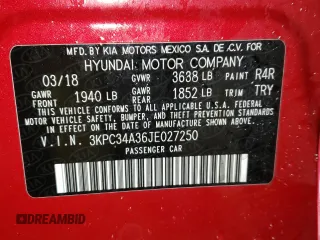 MFD. BY KIA MOTORS MEXICO S.A. DE C.V. FOR
HYUNDAI MOTOR COMPANY
03/18 GVWR 3638 LB PAINT R4R
GAWR FRONT 1940 LB GAWR REAR 1852 LB TRIM TRY
THIS VEHICLE CONFORMS TO ALL APPLICABLE
FEDERAL MOTOR VEHICLE SAFETY, BUMPER, AND
THEFT PREVENTION STANDARDS IN EFFECT ON
THE DATE OF MANUFACTURE SHOWN ABOVE.
V.I.N. 3KPC34A36JE027250
PASSENGER CAR
DREAMBID